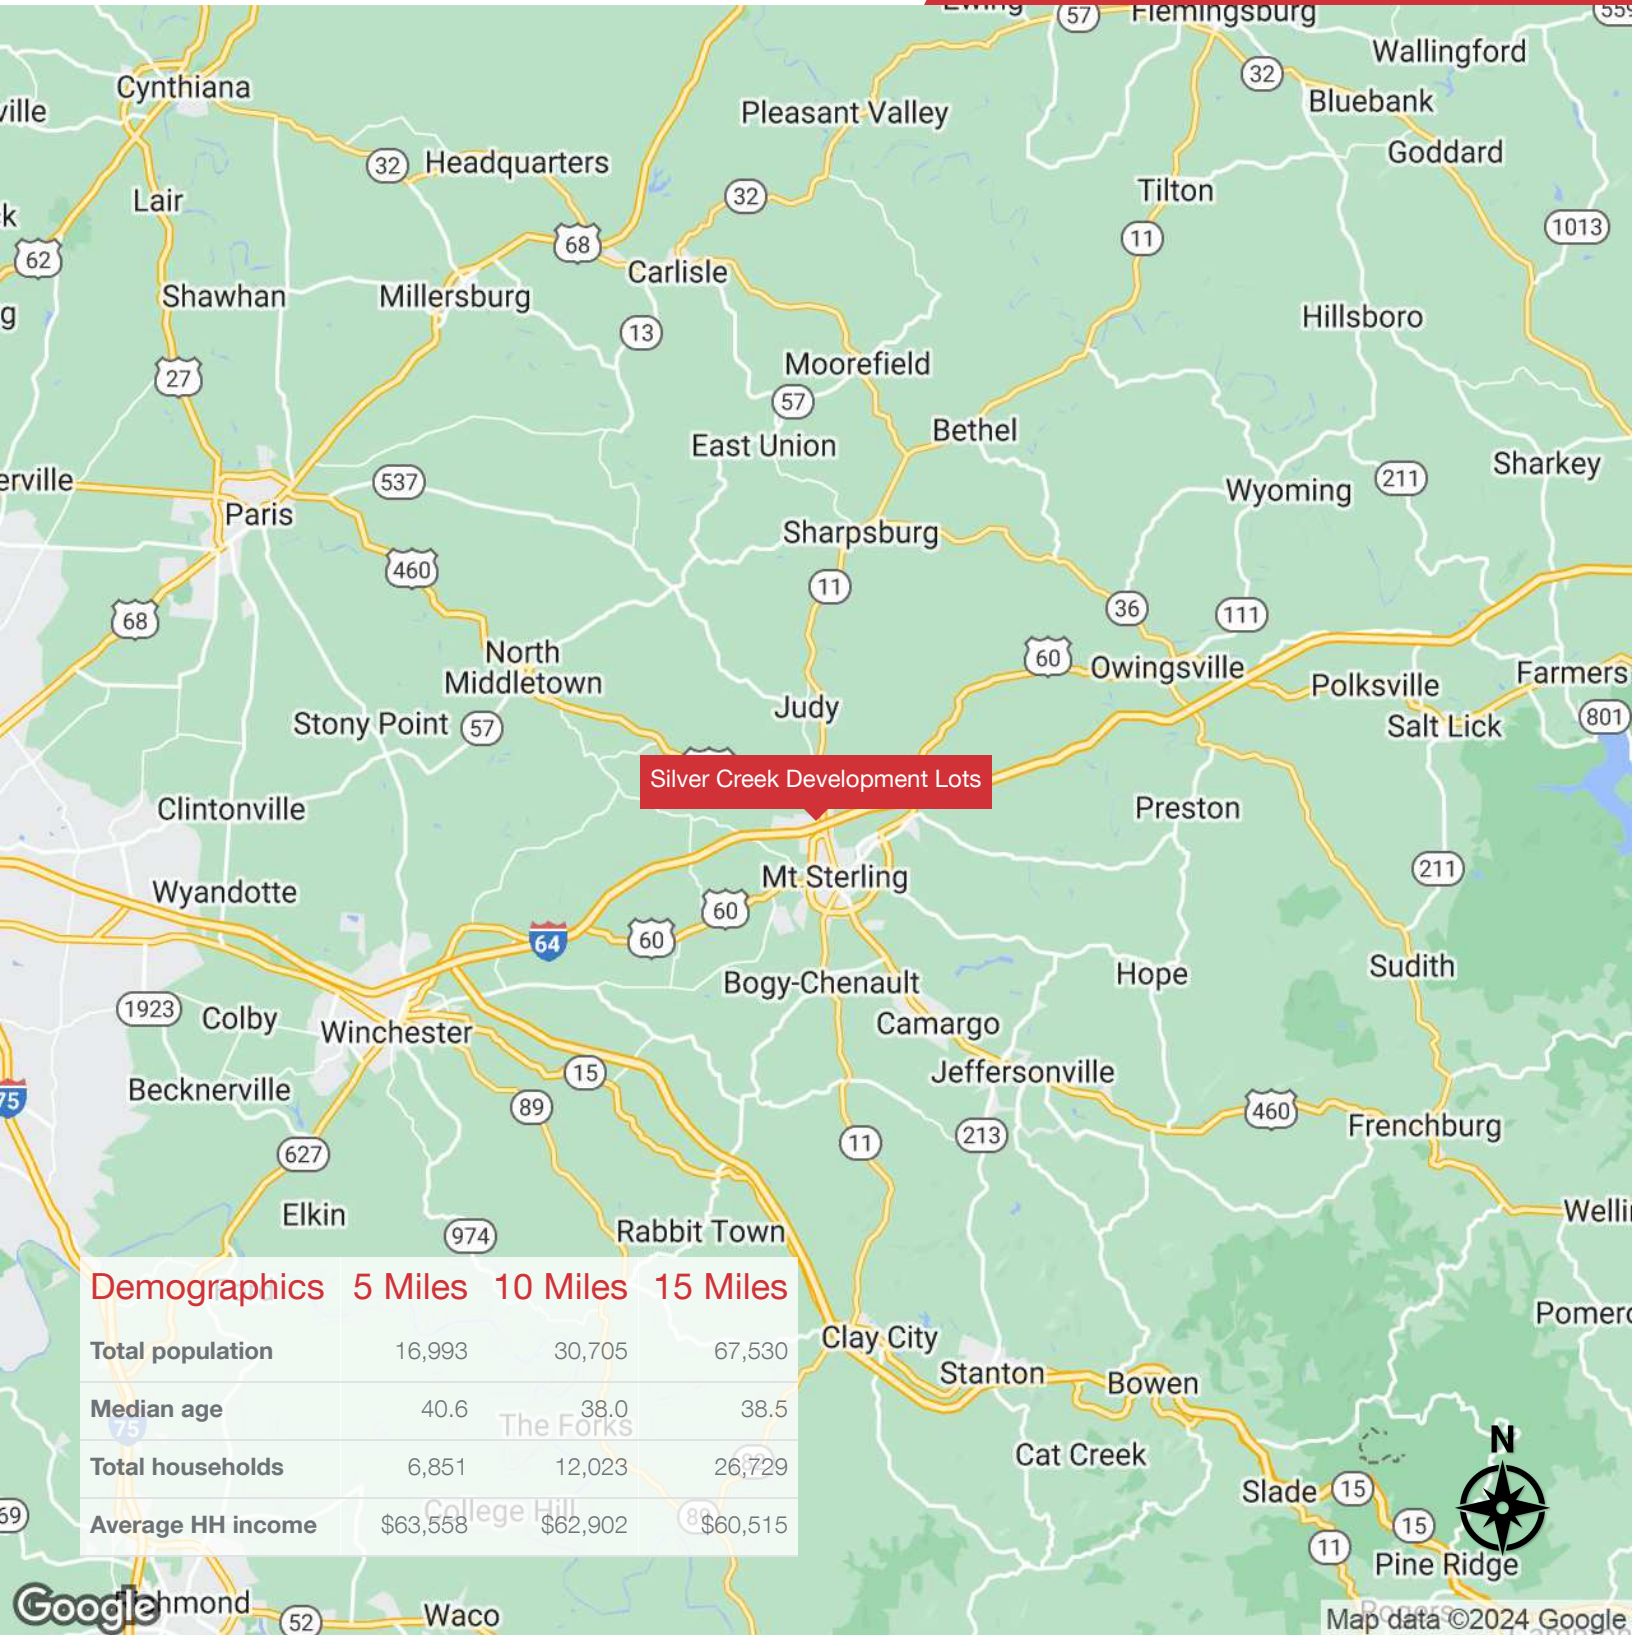 57
Flemingsburg
Wallingford
32
Cynthiana
Bluebank
Pleasant Valley
Goddard
32
Headquarters
Lair
32
Tilton
1013
62
68
11
Carlisle
Shawhan
Millersburg
Hillsboro
13
Moorefield
27
57
Bethel
East Union
Sharkey
537
211
Wyoming
Paris
Sharpsburg
460
11
36
111
68
North
Middletown
60
Owingsville
Polksville
Farmers
Judy
Stony Point
57
Salt Lick
801
Silver Creek Development Lots
Clintonville
Preston
211
Wyandotte
Mt Sterling
60
64
60
Bogy-Chenault
Hope
Sudith
1923
Colby
Winchester
Camargo
Jeffersonville
15
Becknerville
75
89
460
Frenchburg
11
213
627
Elkin
974
Rabbit Town
Demographics 5 Miles 10 Miles 15 Miles
Total population 16,993 30,705 67,530
Median age 40.6 38.0 38.5
Total households 6,851 12,023 26,729
Average HH income $63,558 $62,902 $60,515
75
The Forks
College Hill
Clay City
Stanton
Bowen
Cat Creek
N
Slade
15
15
11
Pine Ridge
Google
52
Waco
Map data ©2024 Google